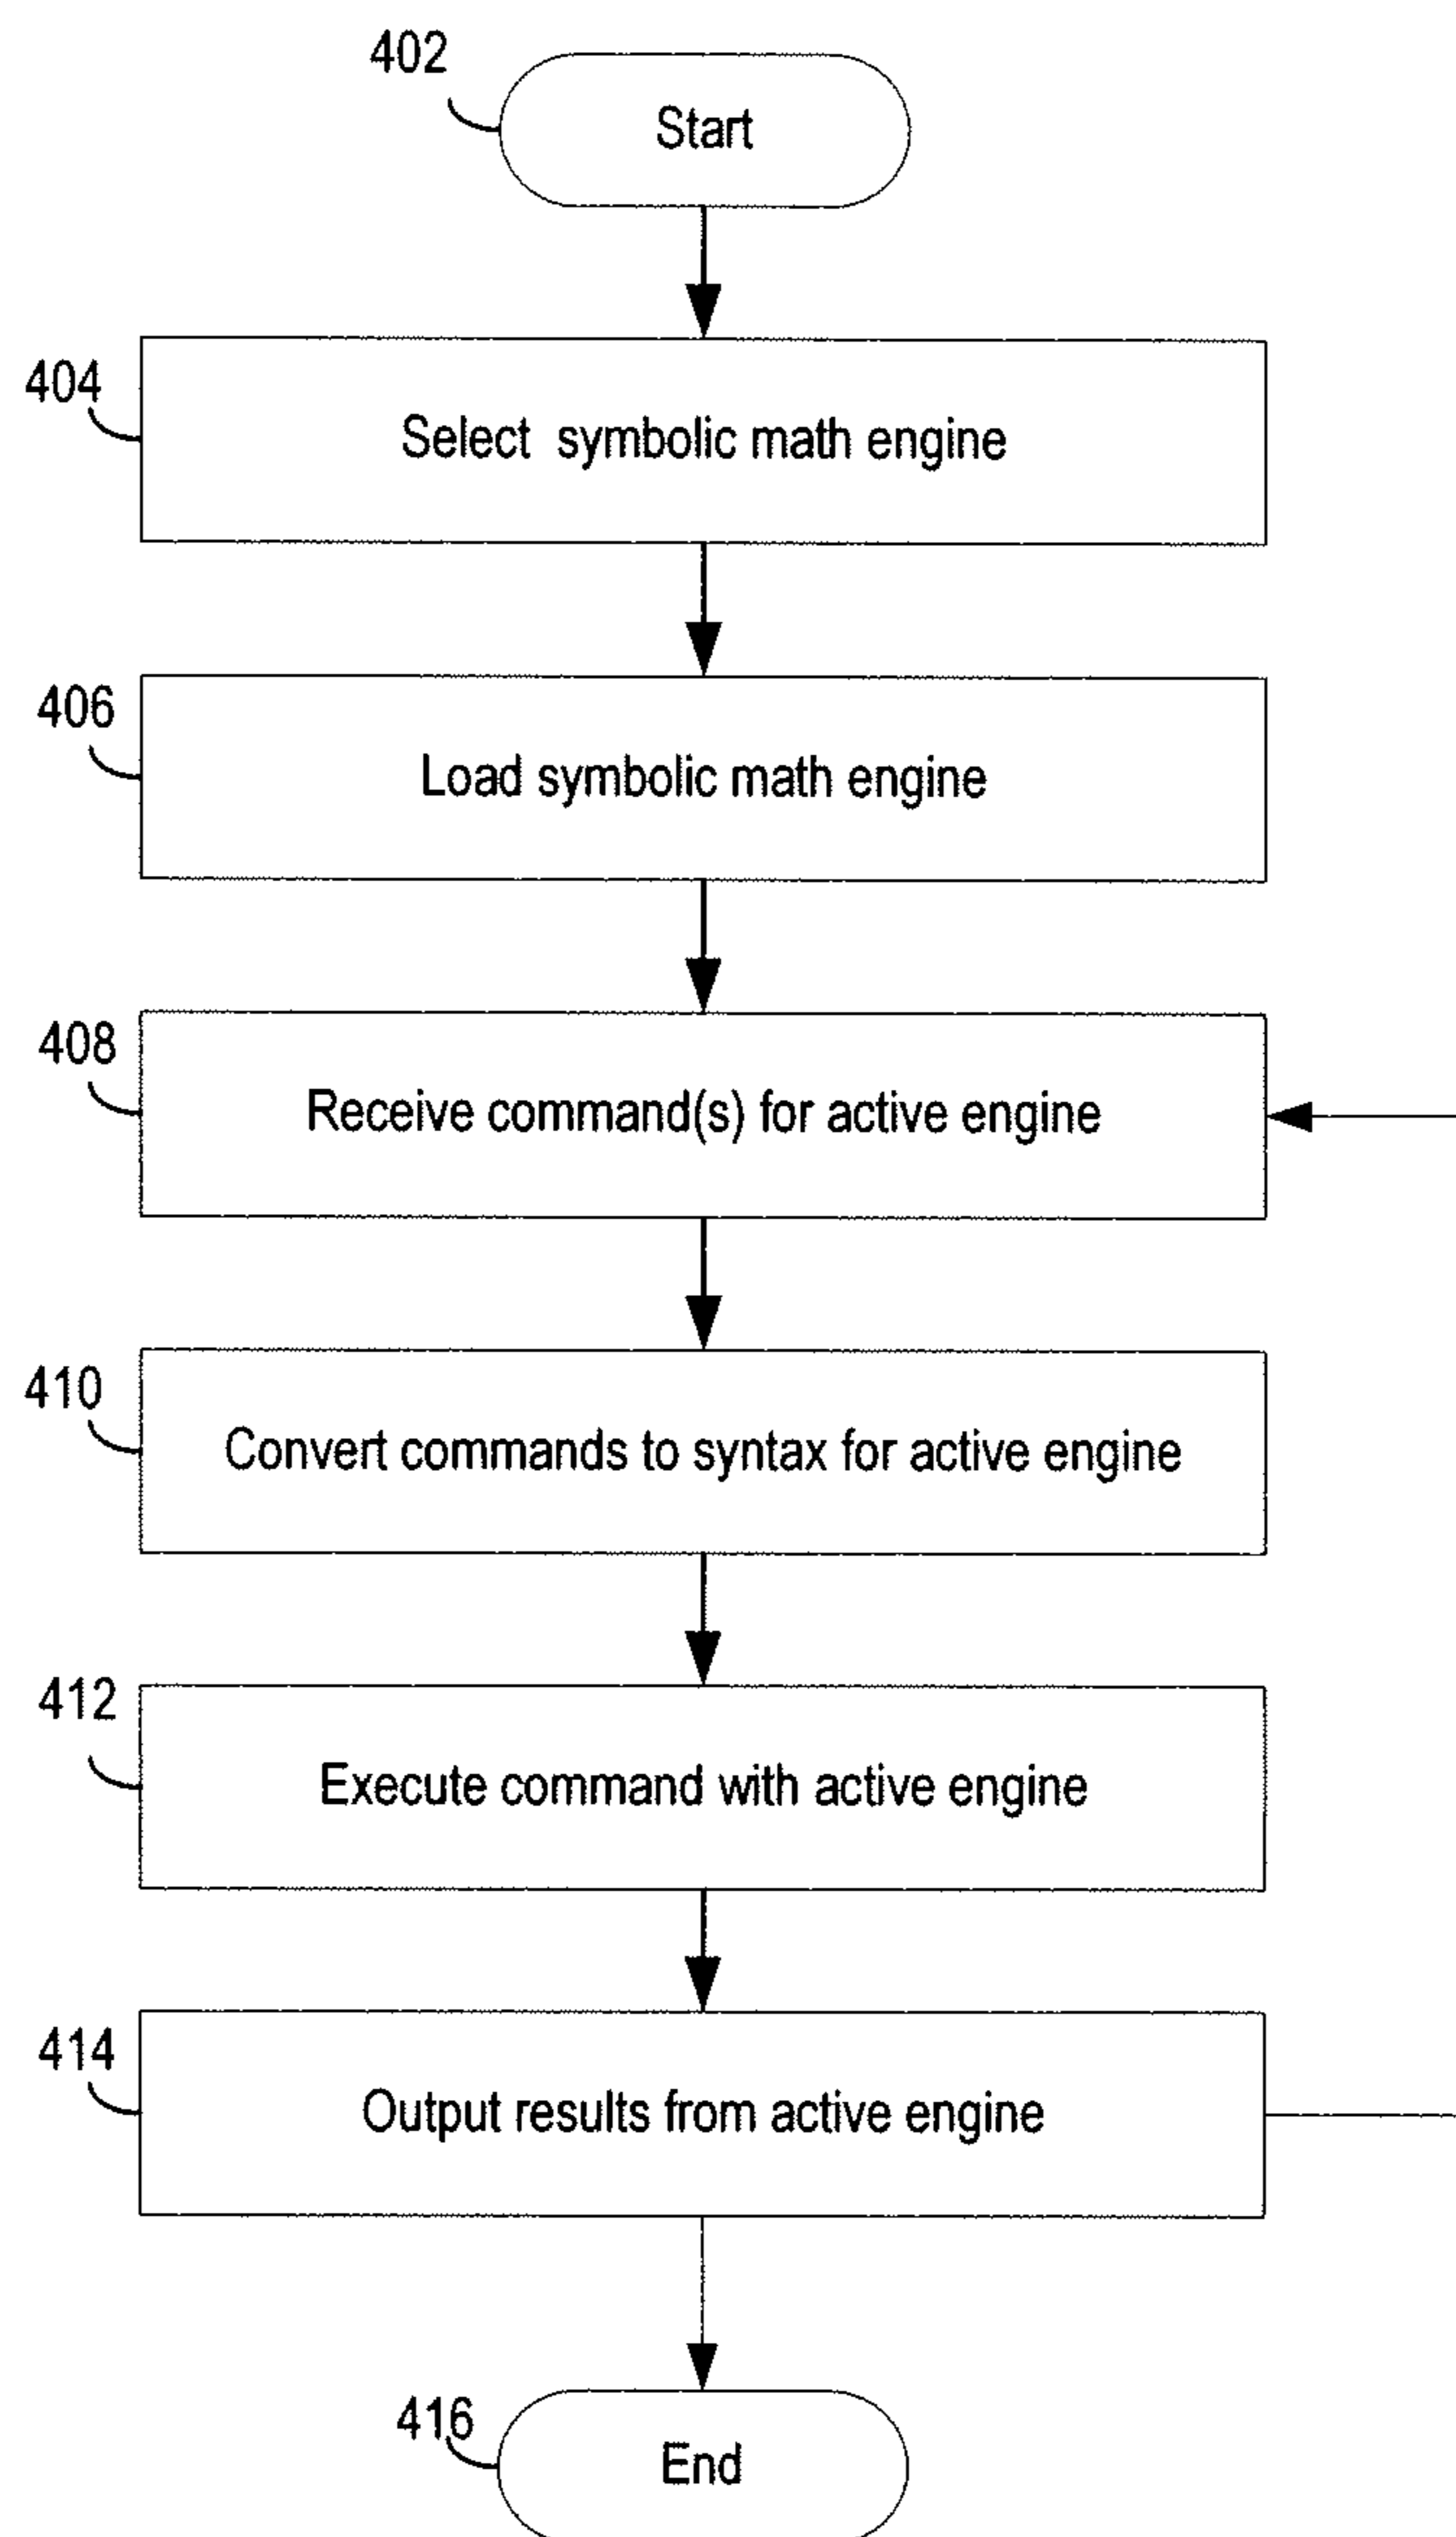 402
Start
404
Select symbolic math engine
406
Load symbolic math engine
408
Receive command(s) for active engine
410
Convert commands to syntax for active engine
412
Execute command with active engine
414
Output results from active engine
416
End